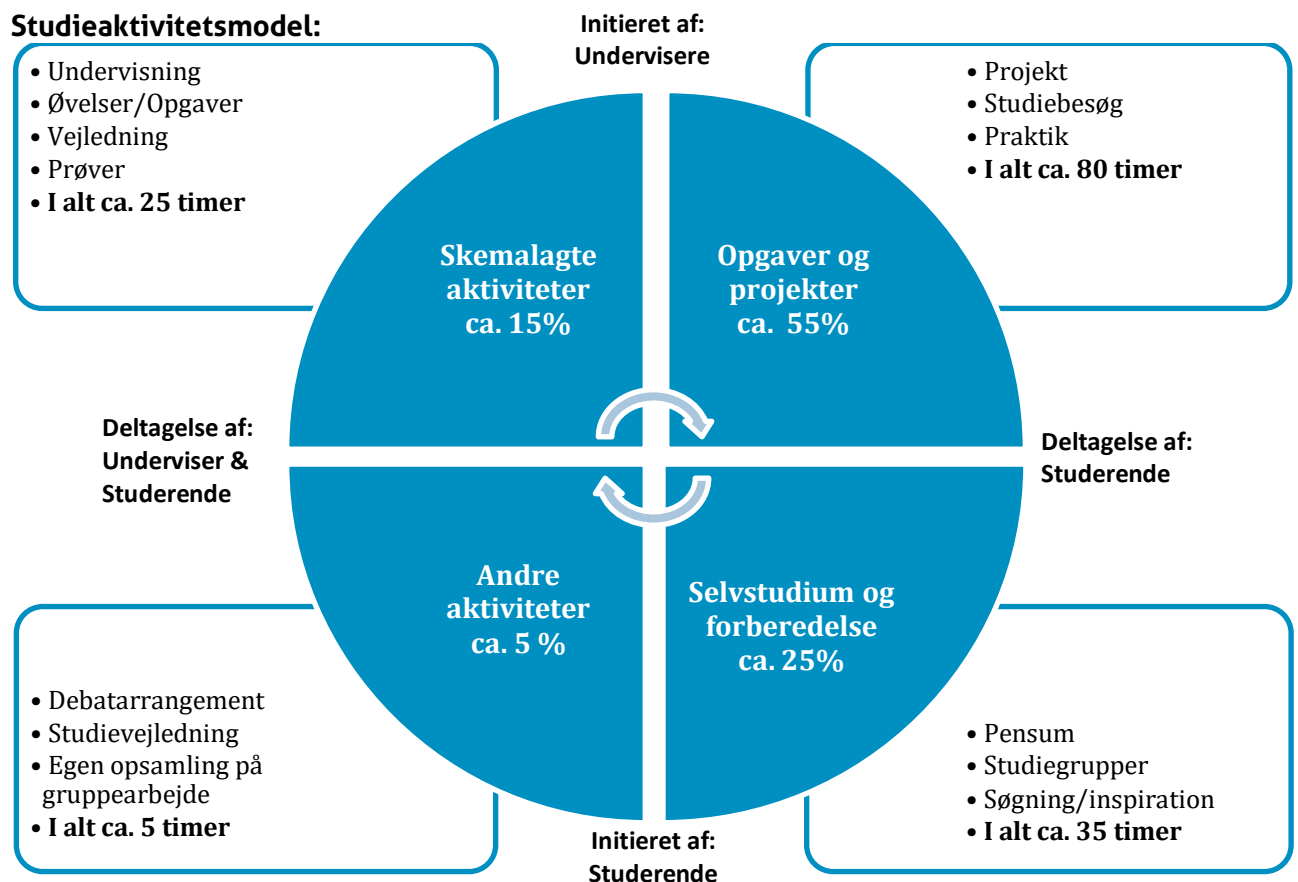 Studieaktivitetsmodel:
Initieret af:
Undervisere
• Undervisning
• Øvelser/Opgaver
• Vejledning
• Prøver
• I alt ca. 25 timer
• Projekt
• Studiebesøg
• Praktik
• I alt ca. 80 timer
Skemalagte
aktiviteter
ca. 15%
Opgaver og
projekter
ca. 55%
Deltagelse af:
Underviser &
Studerende
Deltagelse af:
Studerende
Andre
aktiviteter
ca. 5 %
Selvstudium og
forberedelse
ca. 25%
• Debatarrangement
• Studievejledning
• Egen opsamling på
gruppearbejde
• I alt ca. 5 timer
• Pensum
• Studiegrupper
• Søgning/inspiration
• I alt ca. 35 timer
Initieret af:
Studerende